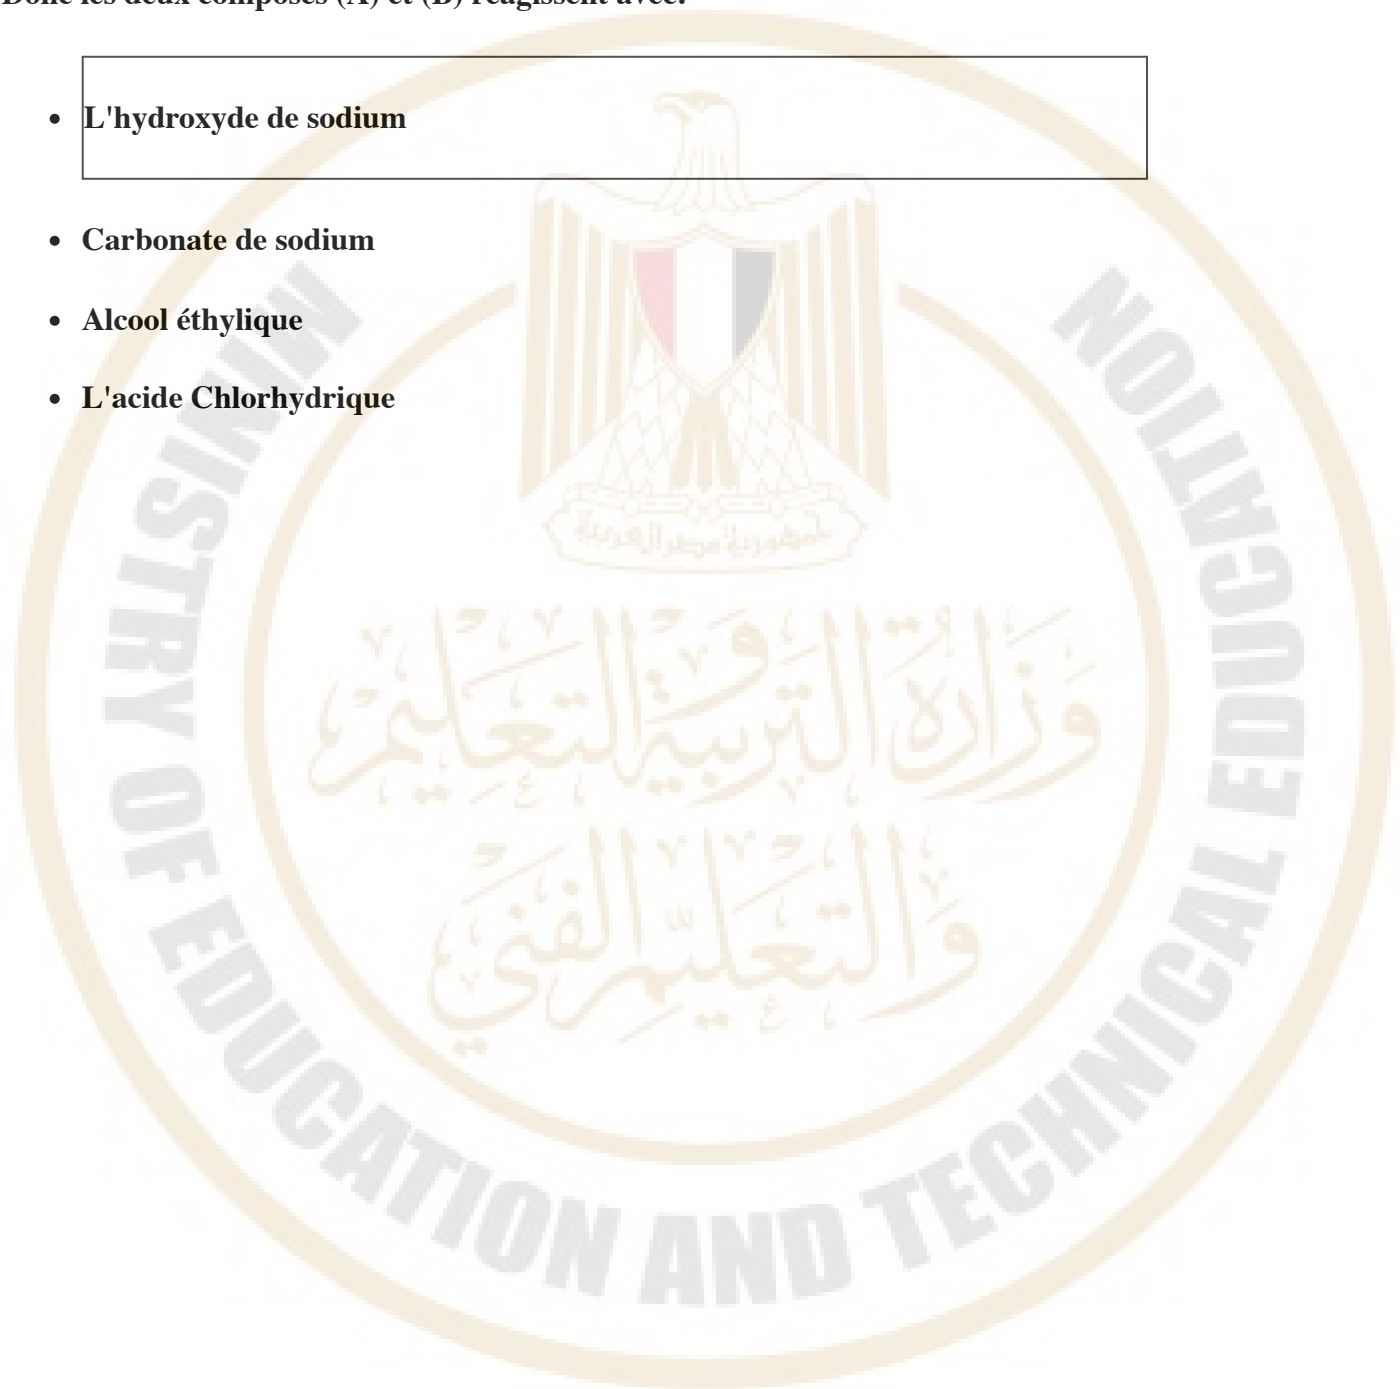 Donc les deux composés (A) et (B) réagissent avec:
• L'hydroxyde de sodium
• Carbonate de sodium
• Alcool éthylique
• L'acide Chlorhydrique
جمهورية مصر العربية
وزارة التربية والتعليم
والتعليم الفني
MINISTRY OF EDUCATION AND TECHNICAL EDUCATION